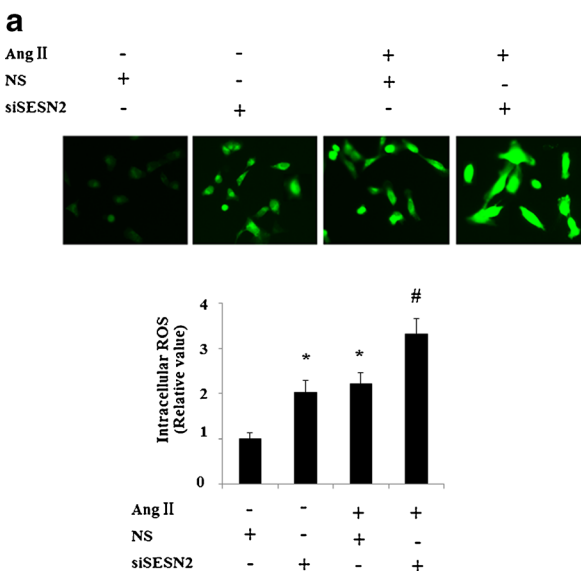 a
Ang II - - + +
NS + - + -
siSESN2 - + - +
4
3
2
1
0
Intracellular ROS
(Relative value)
* * #
Ang II - - + +
NS + - + -
siSESN2 - + - +